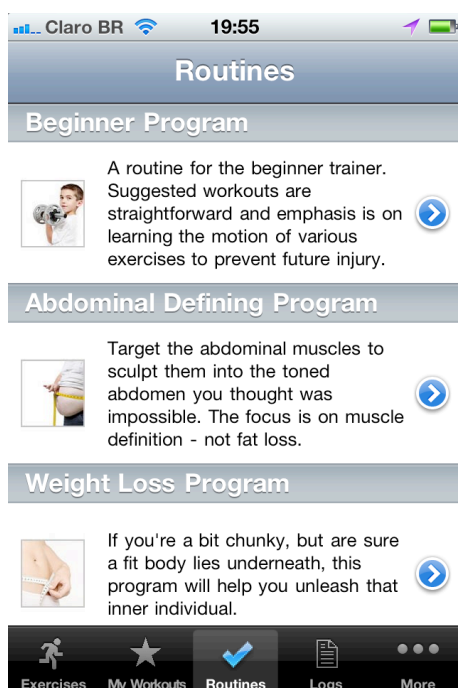 Claro BR 19:55
Routines
Beginner Program
A routine for the beginner trainer.
Suggested workouts are
straightforward and emphasis is on
learning the motion of various
exercises to prevent future injury.
Abdominal Defining Program
Target the abdominal muscles to
sculpt them into the toned
abdomen you thought was
impossible. The focus is on muscle
definition - not fat loss.
Weight Loss Program
If you're a bit chunky, but are sure
a fit body lies underneath, this
program will help you unleash that
inner individual.
Exercises My Workouts Routines Logs More